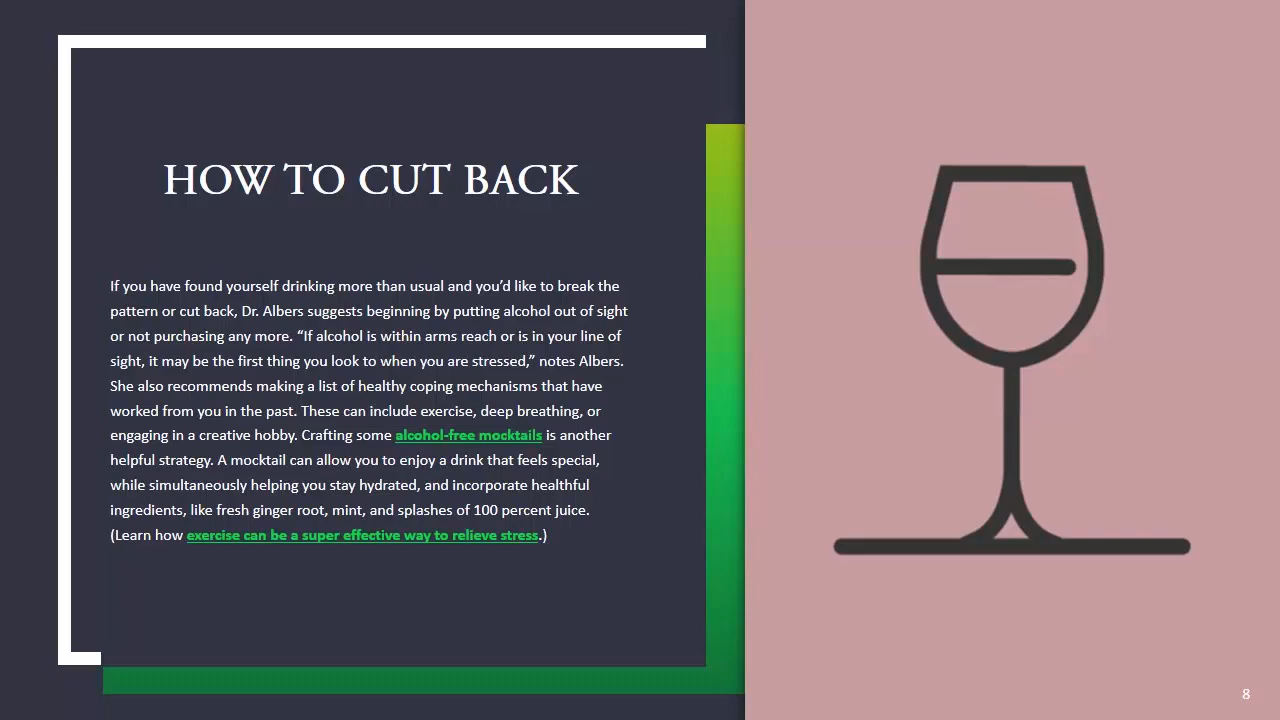 HOW TO CUT BACK
If you have found yourself drinking more than usual and you’d like to break the
pattern or cut back, Dr. Albers suggests beginning by putting alcohol out of sight
or not purchasing any more. “If alcohol is within arms reach or is in your line of
sight, it may be the first thing you look to when you are stressed,” notes Albers.
She also recommends making a list of healthy coping mechanisms that have
worked from you in the past. These can include exercise, deep breathing, or
engaging in a creative hobby. Crafting some alcohol-free mocktails is another
helpful strategy. A mocktail can allow you to enjoy a drink that feels special,
while simultaneously helping you stay hydrated, and incorporate healthful
ingredients, like fresh ginger root, mint, and splashes of 100 percent juice.
(Learn how exercise can be a super effective way to relieve stress.)
8